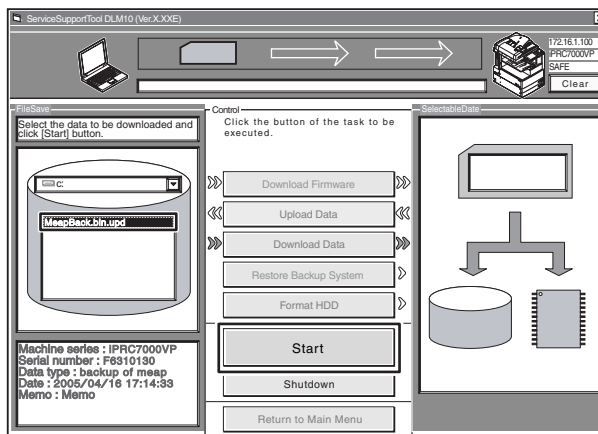 ServiceSupportTool DLM10 (Ver.X.XXE)
172.16.1.100
iPRC7000VP
SAFE
Clear
FileSave
Select the data to be downloaded and
click [Start] button.
C:
MeapBack.bin.upd
Machine series : iPRC7000VP
Serial number : F6310130
Data type : backup of meap
Date : 2005/04/16 17:14:33
Memo : Memo
Control
Click the button of the task to be
executed.
Download Firmware
Upload Data
Download Data
Restore Backup System
Format HDD
Start
Shutdown
Return to Main Menu
SelectableDate